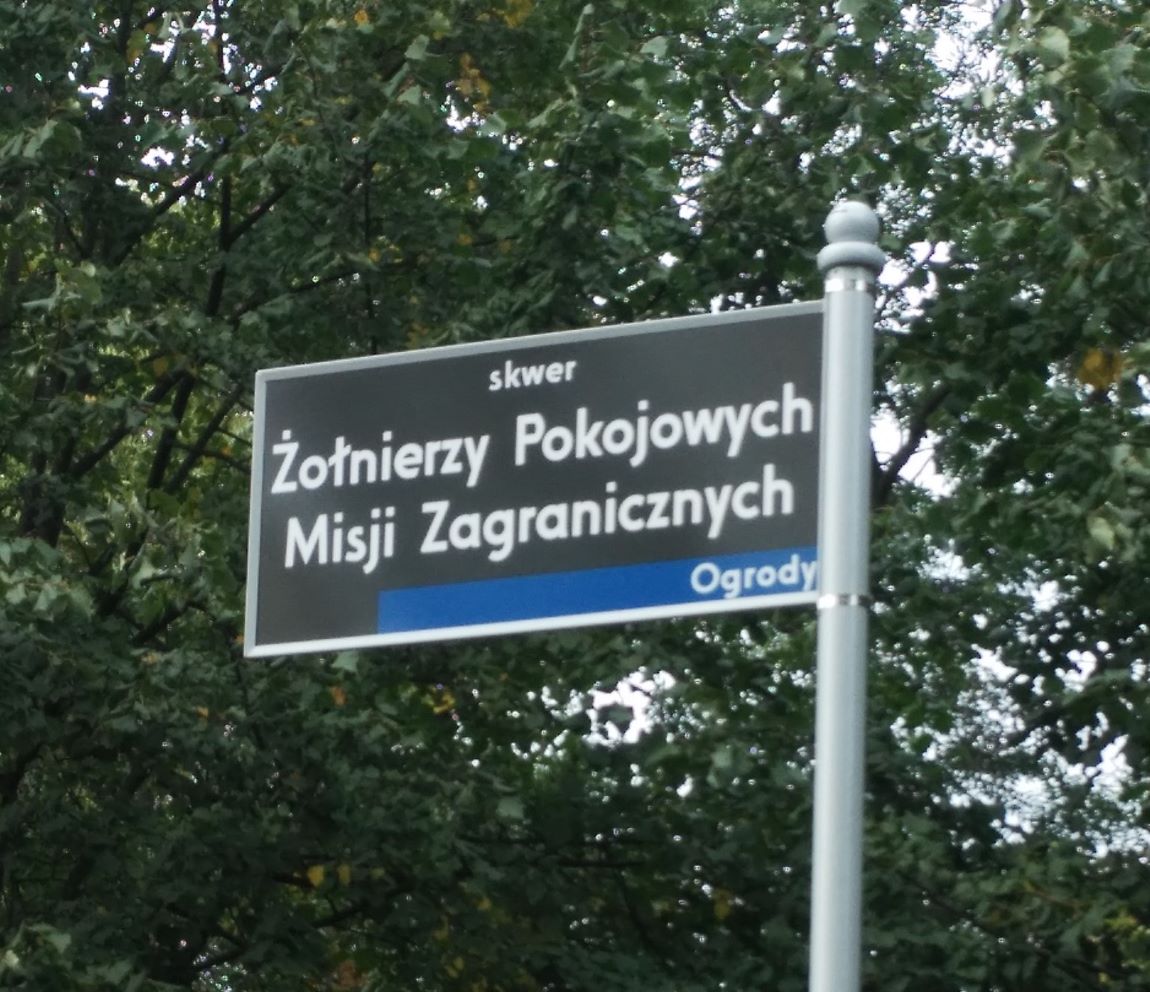 skwer
Żołnierzy Pokojowych
Misji Zagranicznych
Ogrody